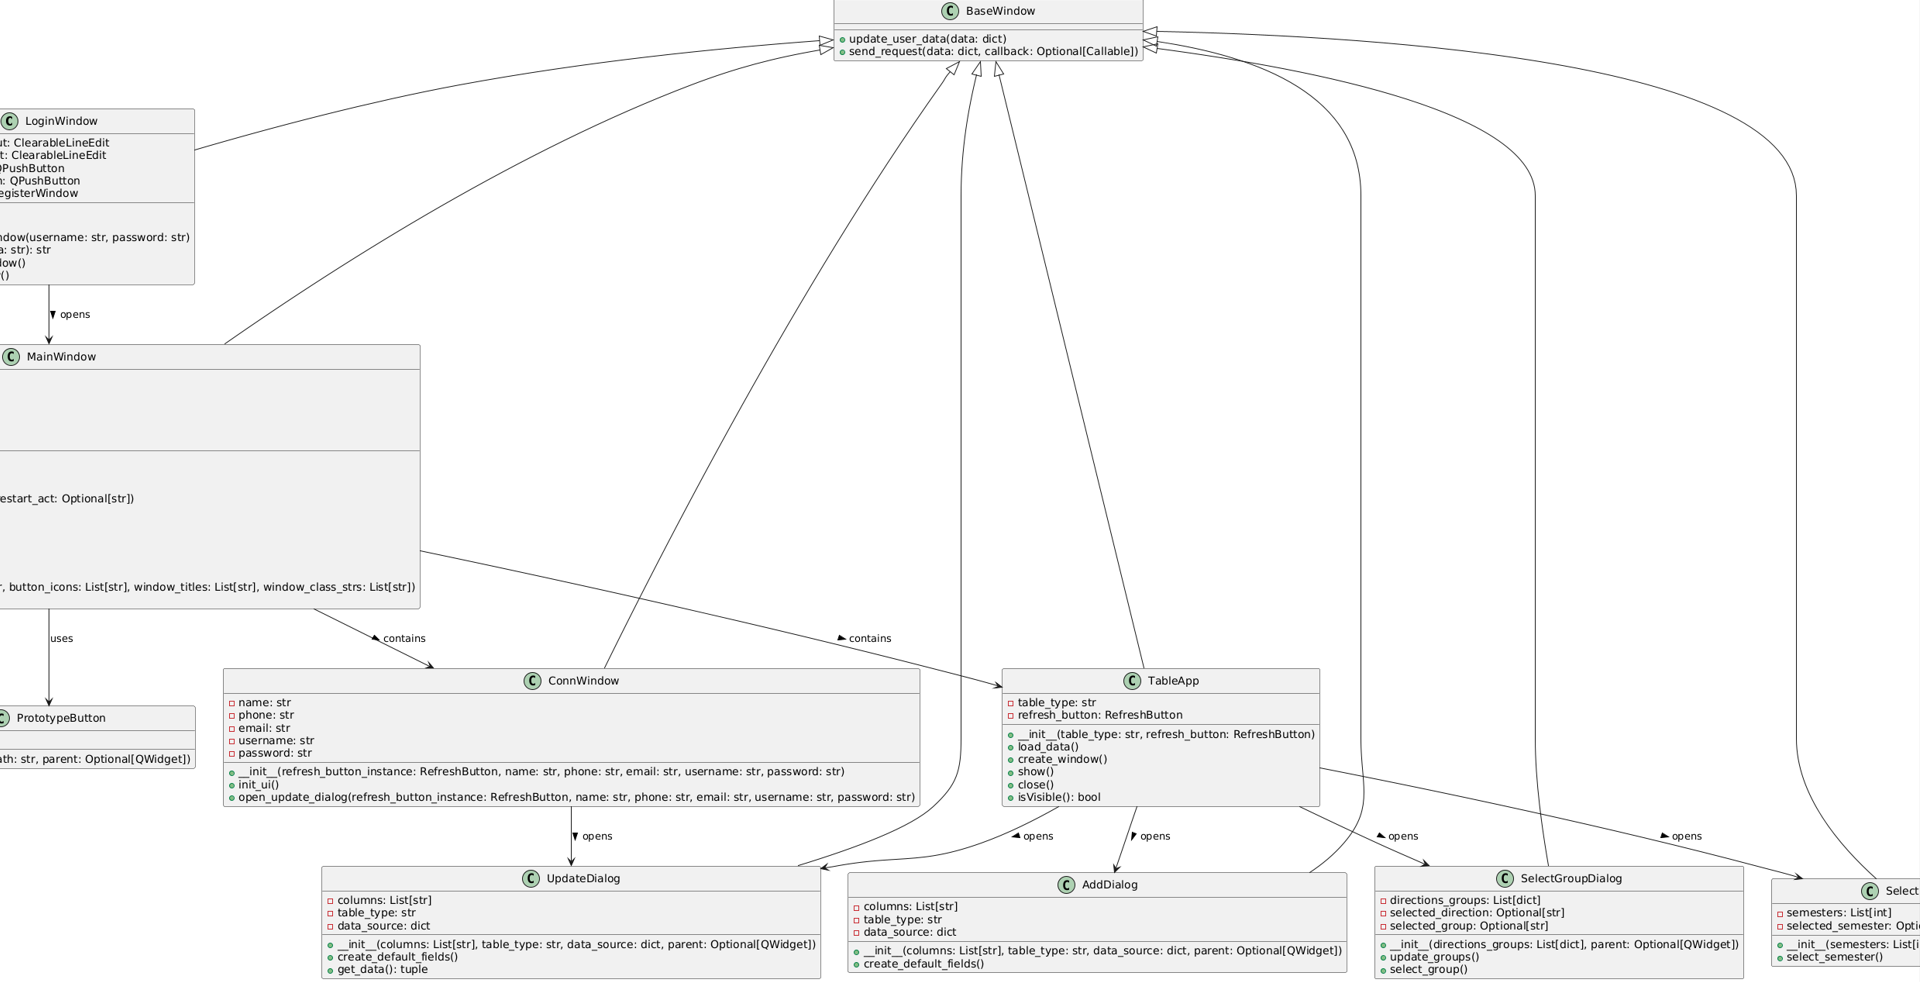 C BaseWindow
update_user_data(data: dict)
send_request(data: dict, callback: Optional[Callable])
C LoginWindow
ut: ClearableLineEdit
t: ClearableLineEdit
QPushButton
n: QPushButton
egisterWindow
ndow(username: str, password: str)
a: str): str
dow()
()
opens
C MainWindow
restart_act: Optional[str])
r, button_icons: List[str], window_titles: List[str], window_class_strs: List[str])
uses
contains
contains
C PrototypeButton
ath: str, parent: Optional[QWidget])
C ConnWindow
name: str
phone: str
email: str
username: str
password: str
__init__(refresh_button_instance: RefreshButton, name: str, phone: str, email: str, username: str, password: str)
init_ui()
open_update_dialog(refresh_button_instance: RefreshButton, name: str, phone: str, email: str, username: str, password: str)
C TableApp
table_type: str
refresh_button: RefreshButton
__init__(table_type: str, refresh_button: RefreshButton)
load_data()
create_window()
show()
close()
isVisible(): bool
opens
opens
opens
opens
opens
C UpdateDialog
columns: List[str]
table_type: str
data_source: dict
__init__(columns: List[str], table_type: str, data_source: dict, parent: Optional[QWidget])
create_default_fields()
get_data(): tuple
C AddDialog
columns: List[str]
table_type: str
data_source: dict
__init__(columns: List[str], table_type: str, data_source: dict, parent: Optional[QWidget])
create_default_fields()
C SelectGroupDialog
directions_groups: List[dict]
selected_direction: Optional[str]
selected_group: Optional[str]
__init__(directions_groups: List[dict], parent: Optional[QWidget])
update_groups()
select_group()
C Select
semesters: List[int]
selected_semester: Opti
__init__(semesters: List[i
select_semester()